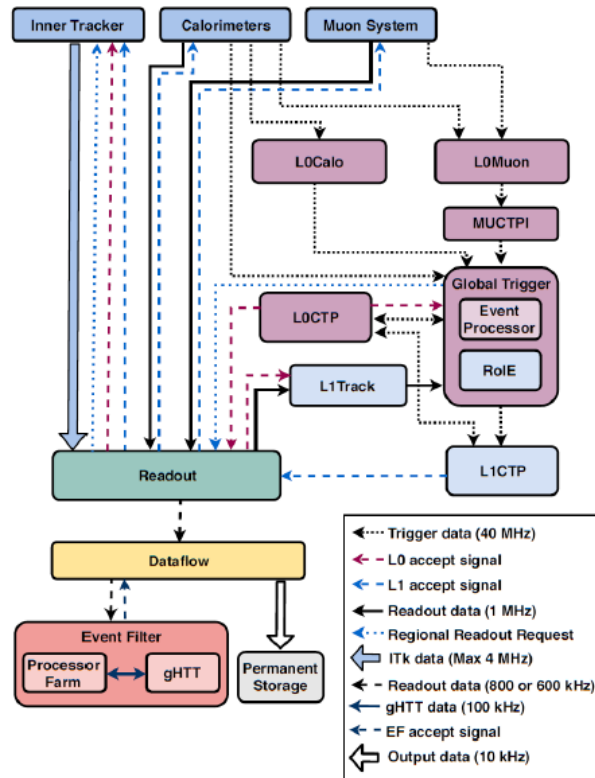 Inner Tracker
Calorimeters
Muon System
L0Calo
L0Muon
MUCTPI
Global Trigger
Event
Processor
RoIE
L0CTP
L1Track
L1CTP
Readout
Dataflow
Event Filter
Processor
Farm
gHTT
Permanent
Storage
Trigger data (40 MHz)
L0 accept signal
L1 accept signal
Readout data (1 MHz)
Regional Readout Request
ITk data (Max 4 MHz)
Readout data (800 or 600 kHz)
gHTT data (100 kHz)
EF accept signal
Output data (10 kHz)